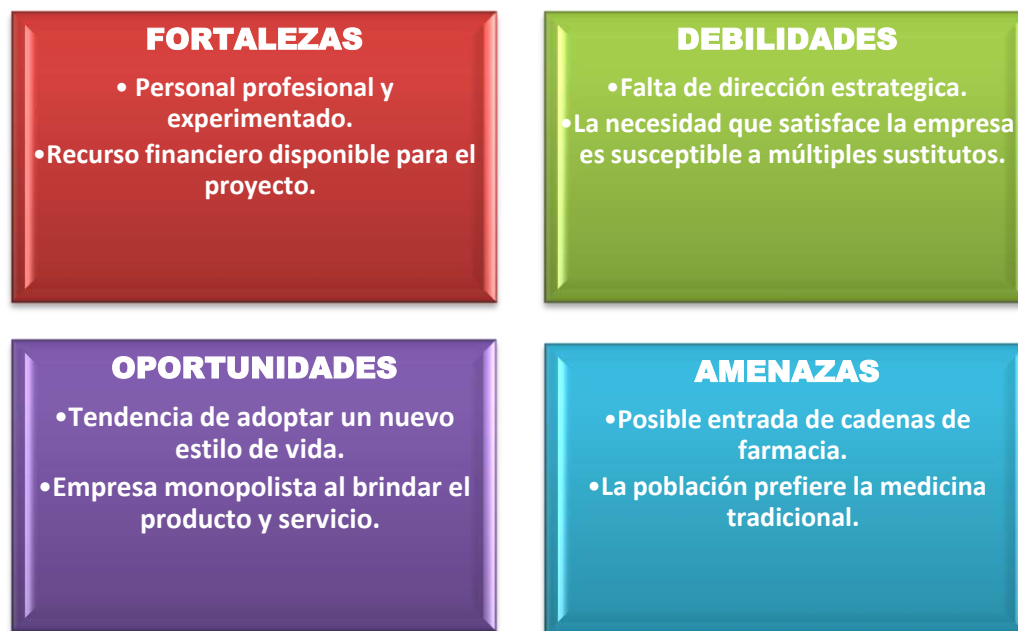 FORTALEZAS
• Personal profesional y
experimentado.
•Recurso financiero disponible para el
proyecto.
DEBILIDADES
•Falta de dirección estrategica.
•La necesidad que satisface la empresa
es susceptible a múltiples sustitutos.
OPORTUNIDADES
•Tendencia de adoptar un nuevo
estilo de vida.
•Empresa monopolista al brindar el
producto y servicio.
AMENAZAS
•Posible entrada de cadenas de
farmacia.
•La población prefiere la medicina
tradicional.